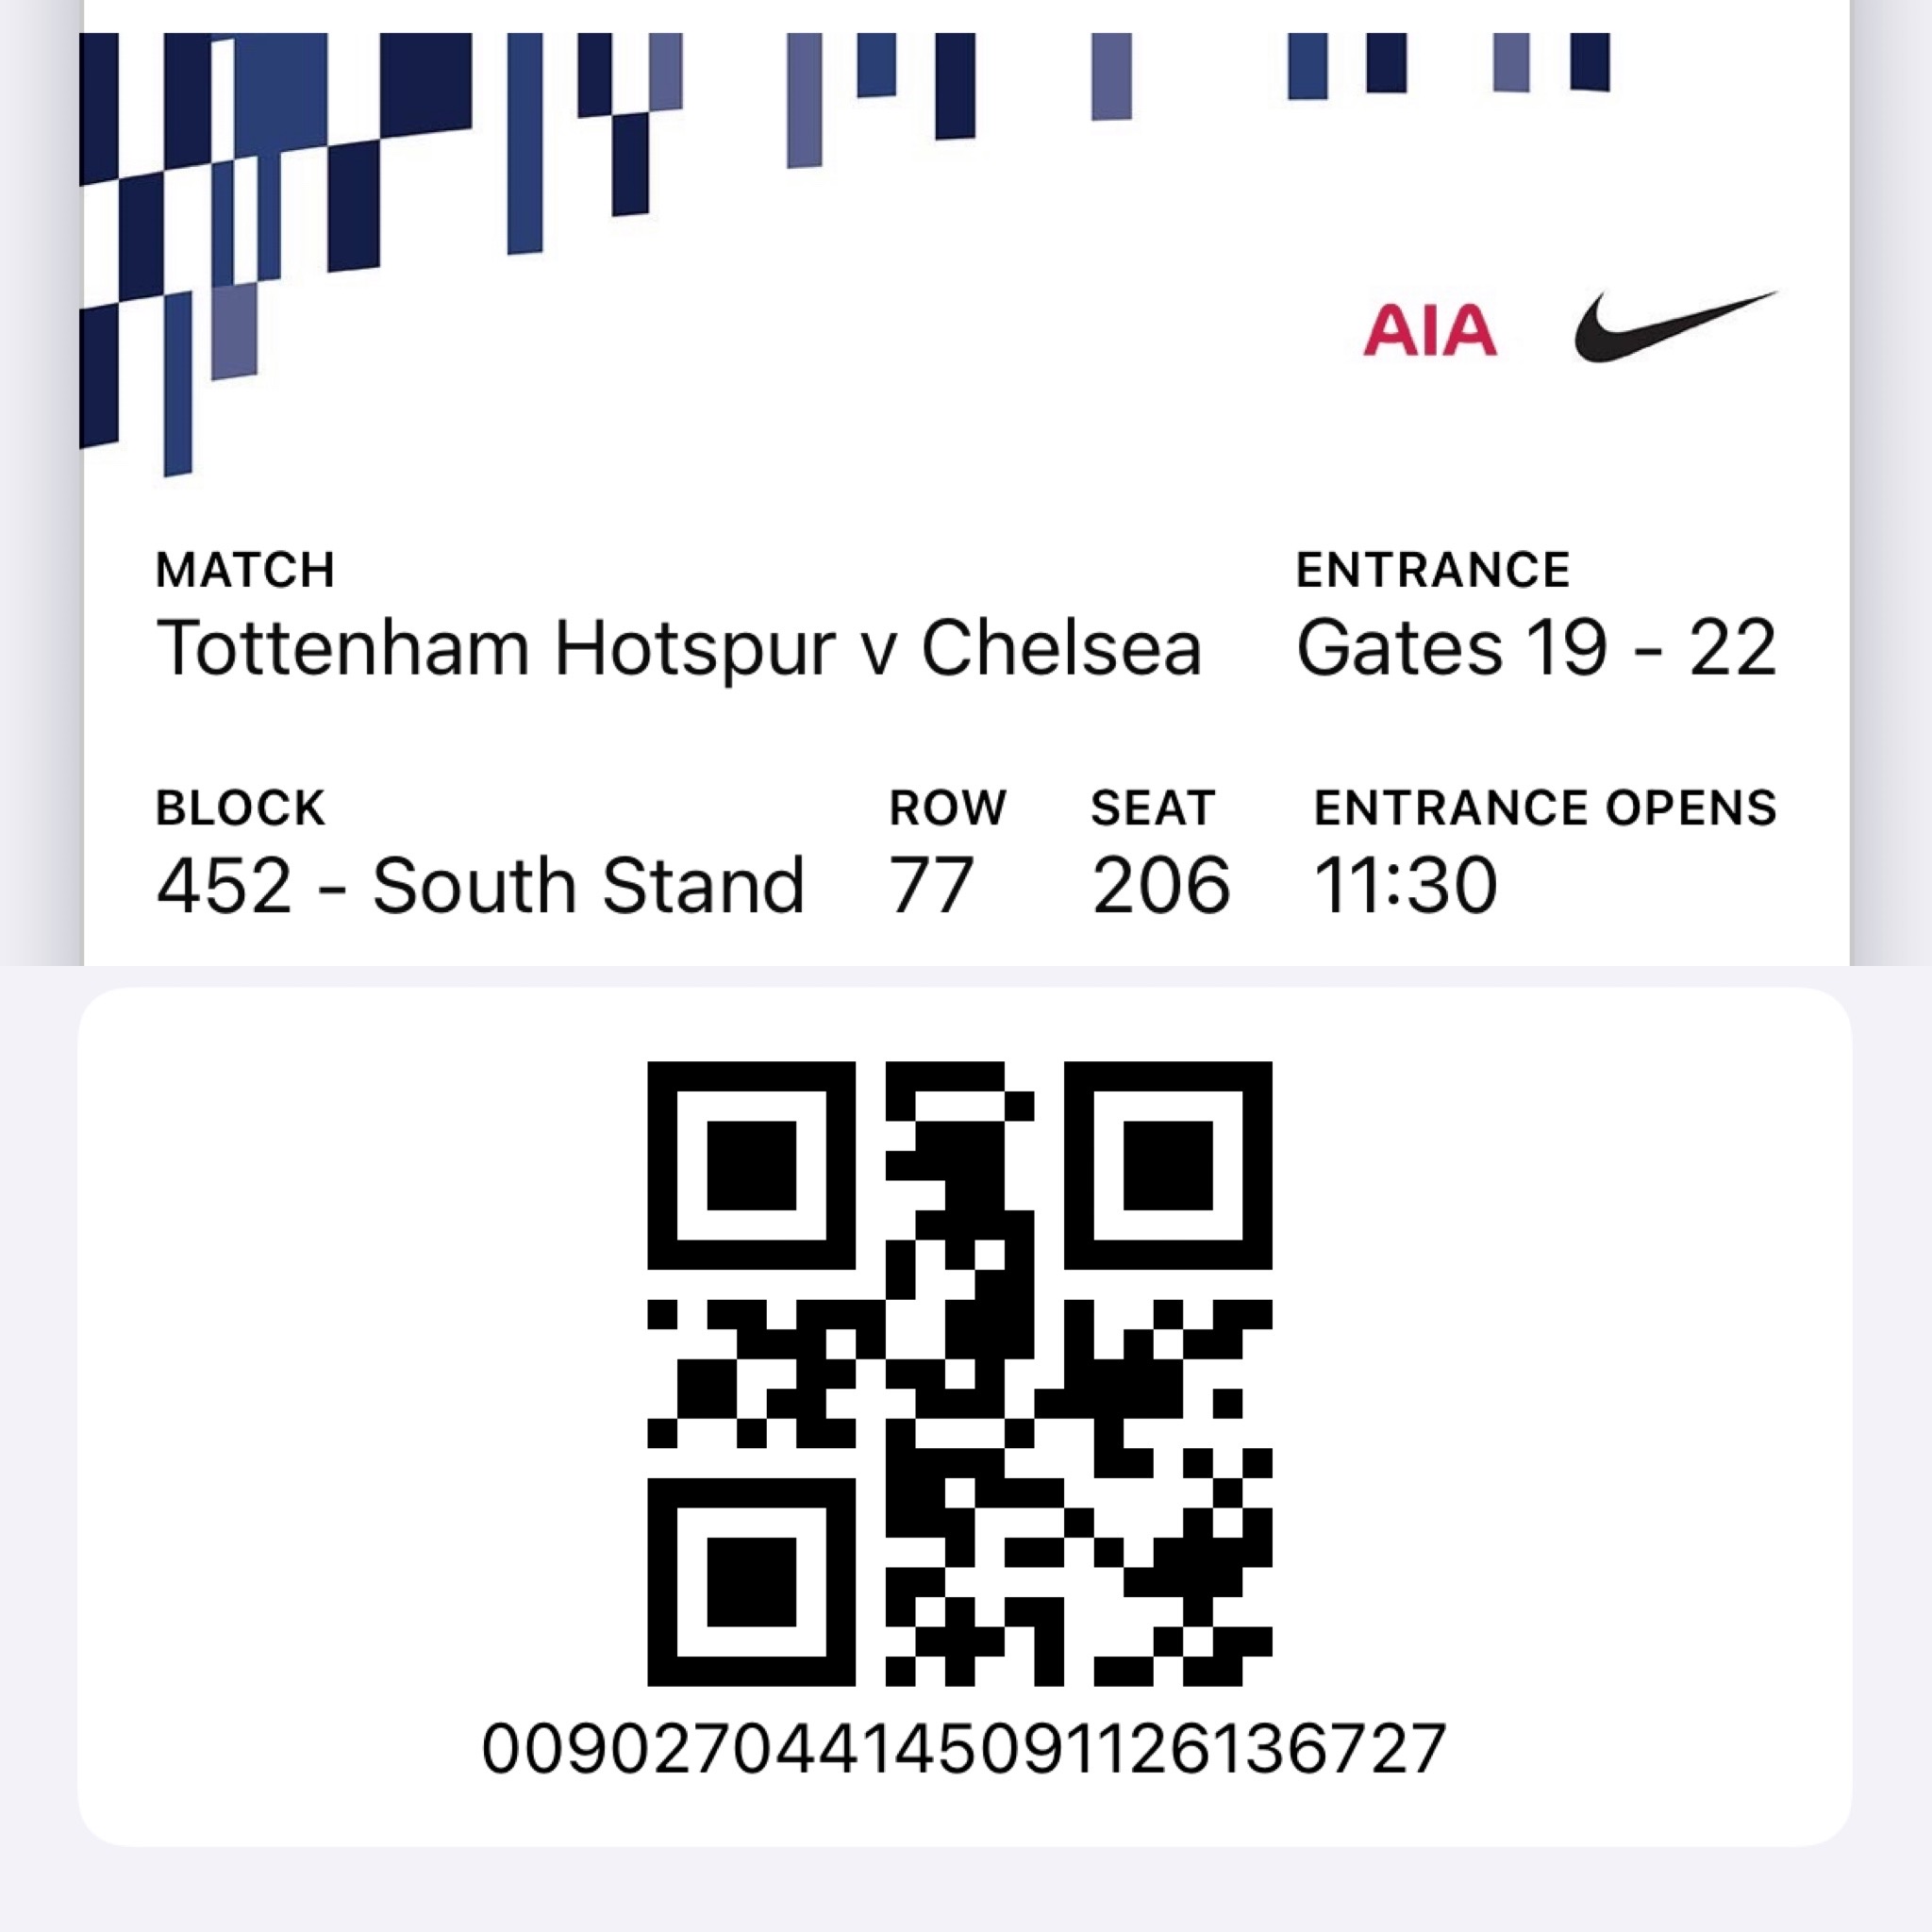 AIA
MATCH ENTRANCE
Tottenham Hotspur v Chelsea Gates 19 - 22
BLOCK ROW SEAT ENTRANCE OPENS
452 - South Stand 77 206 11:30
009027044145091126136727